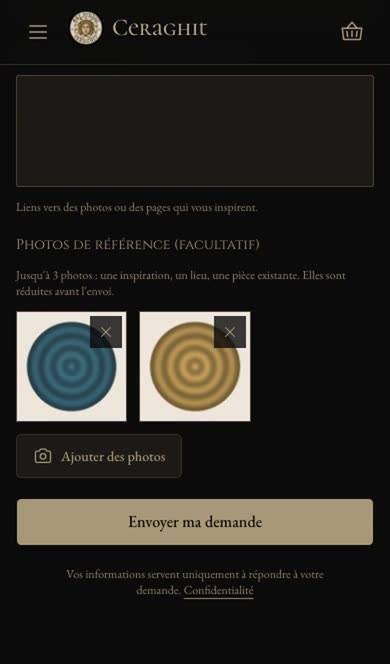 Ceraghit
Liens vers des photos ou des pages qui vous inspirent.
Photos de référence (facultatif)
Jusqu'à 3 photos : une inspiration, un lieu, une pièce existante. Elles sont
réduites avant l'envoi.
Ajouter des photos
Envoyer ma demande
Vos informations servent uniquement à répondre à votre
demande. Confidentialité